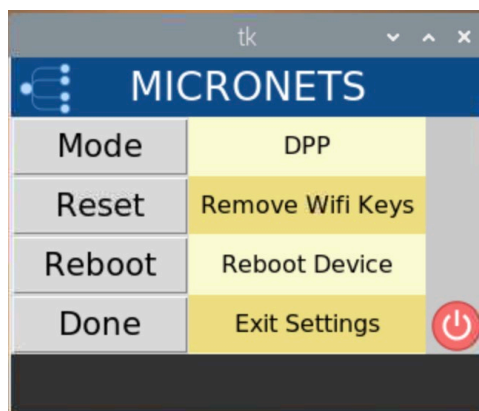 tk
MICRONETS
Mode DPP
Reset Remove Wifi Keys
Reboot Reboot Device
Done Exit Settings